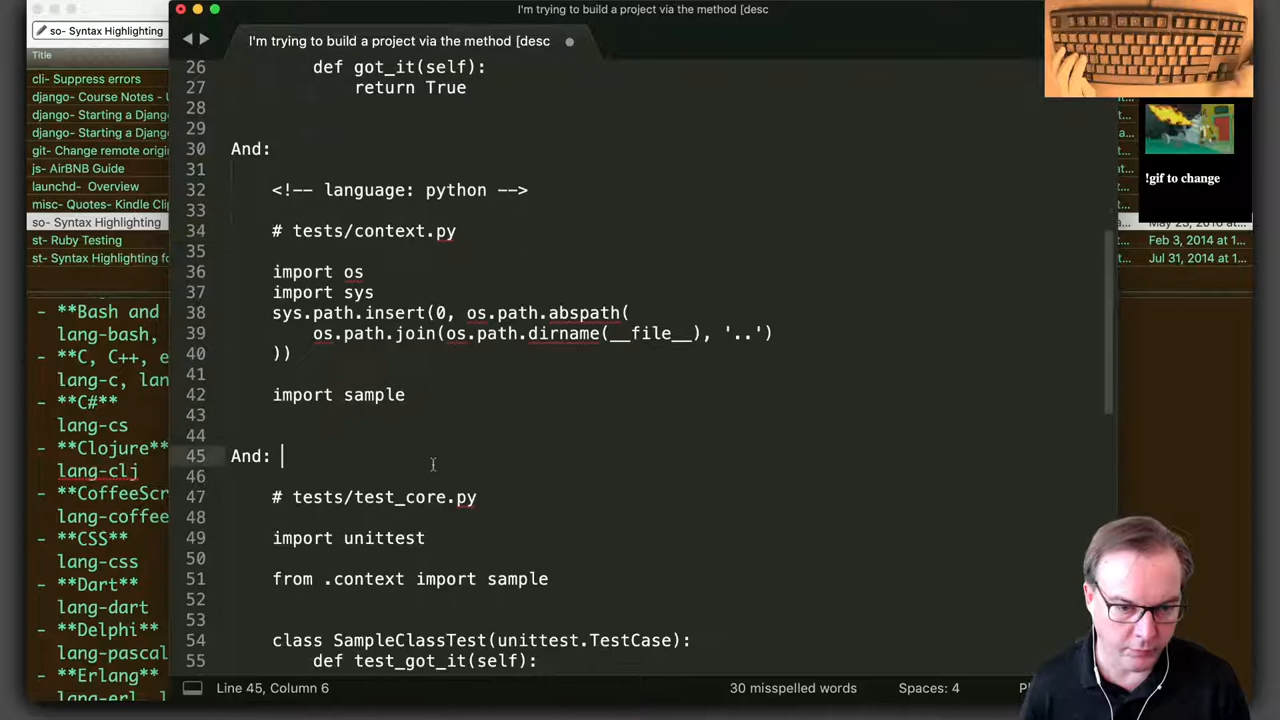 I'm trying to build a project via the method [desc
so- Syntax Highlighting
I'm trying to build a project via the method [desc
Title
cli- Suppress errors
django- Course Notes - U
django- Starting a Djang
django- Starting a Djang
git- Change remote origi
js- AirBNB Guide
launchd- Overview
misc- Quotes- Kindle Clip
so- Syntax Highlighting
st- Ruby Testing
st- Syntax Highlighting fo
- **Bash and
lang-bash,
- **C, C++, e
lang-c, lan
- **C#**
lang-cs
- **Clojure**
lang-clj
- **CoffeeScr
lang-coffee
- **CSS**
lang-css
- **Dart**
lang-dart
- **Delphi**
lang-pascal
- **Erlang**
26 def got_it(self):
27 return True
28
29
30 And:
31
32 <!-- language: python -->
33
34 # tests/context.py
35
36 import os
37 import sys
38 sys.path.insert(0, os.path.abspath(
39 os.path.join(os.path.dirname(__file__), '..')
40 ))
41
42 import sample
43
44
45 And:
46
47 # tests/test_core.py
48
49 import unittest
50
51 from .context import sample
52
53
54 class SampleClassTest(unittest.TestCase):
55 def test_got_it(self):
Line 45, Column 6
30 misspelled words
Spaces: 4
!gif to change
Feb 3, 2014 at 1...
Jul 31, 2014 at 1...